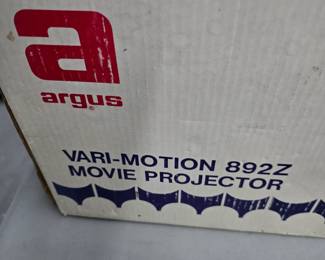 a
argus
VARI-MOTION 892Z
MOVIE PROJECTOR